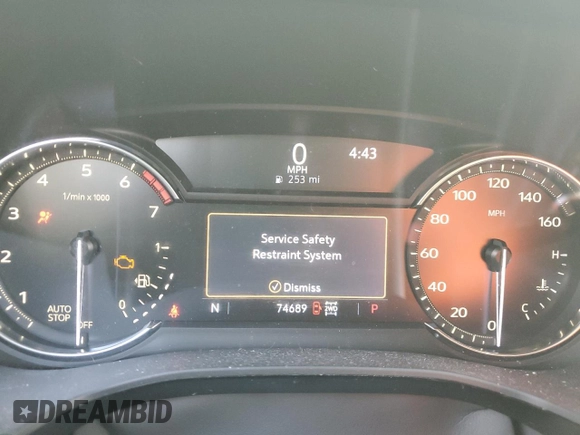 0
MPH
4:43
253 mi
4
5
6
7
3
2
1
1/min x 1000
AUTO
STOP
OFF
1
0
Service Safety
Restraint System
Dismiss
N
74689
2WD
P
100
120
140
160
80
60
40
20
0
MPH
H
C
DREAMBID